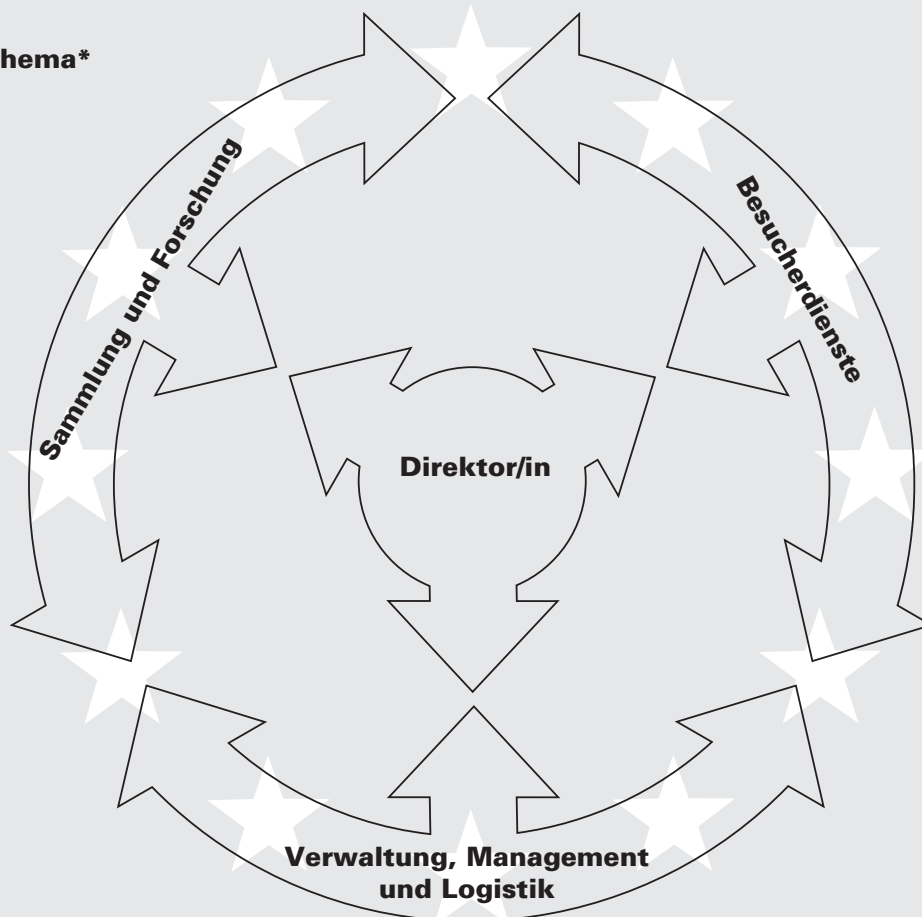 hema*
Sammlung und Forschung
Besucherdienste
Direktor/in
Verwaltung, Management
und Logistik